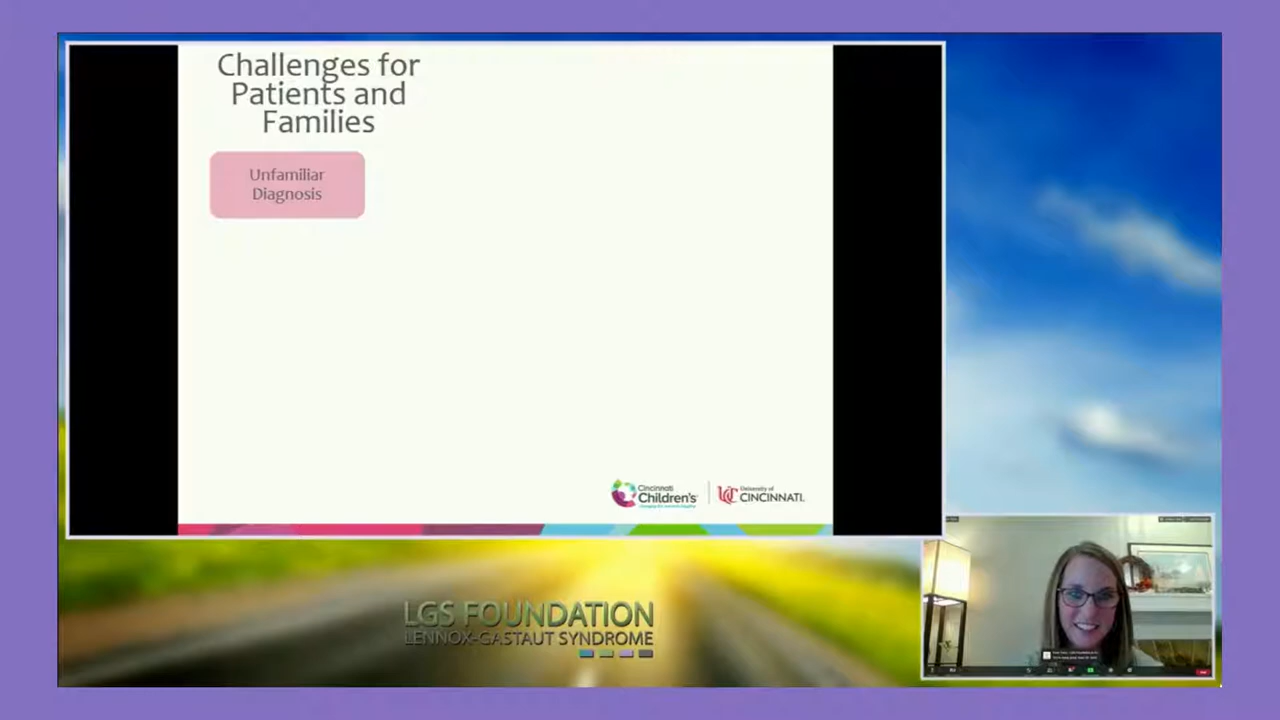 Challenges for
Patients and
Families
Unfamiliar
Diagnosis
Cincinnati
Children's
University of
CINCINNATI.
LGS FOUNDATION
LENNOX-GASTAUT SYNDROME